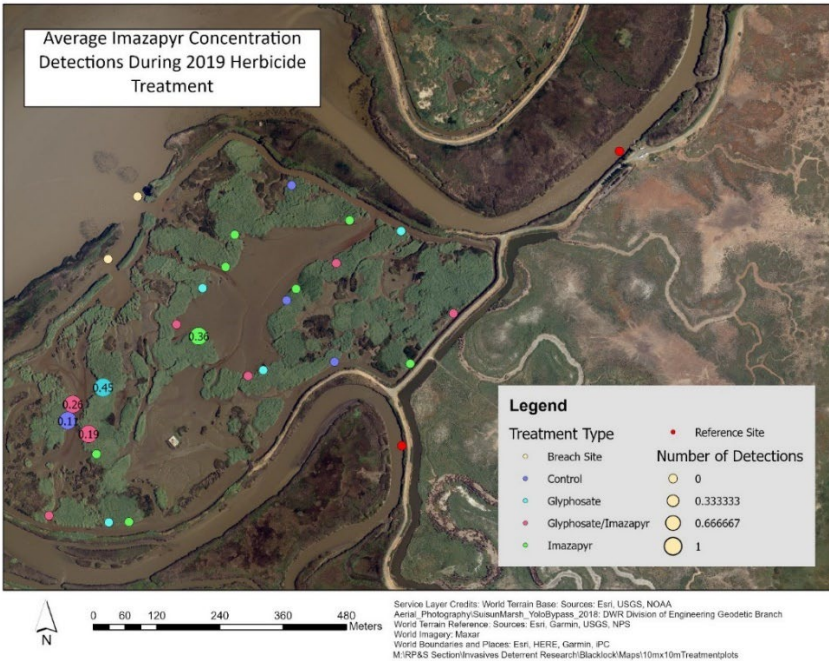 Average Imazapyr Concentration
Detections During 2019 Herbicide
Treatment
0.36
0.45
0.26
0.11
0.19
Legend
Treatment Type
Breach Site
Control
Glyphosate
Glyphosate/Imazapyr
Imazapyr
Reference Site
Number of Detections
0
0.333333
0.666667
1
N
0 60 120 240 360 480
Meters
Service Layer Credits: World Terrain Base: Sources: Esri, USGS, NOAA
Aerial_Photography\SuisunMarsh_YoloBypass_2018: DWR Division of Engineering Geodetic Branch
World Terrain Reference: Sources: Esri, Garmin, USGS, NPS
World Imagery: Maxar
World Boundaries and Places: Esri, HERE, Garmin, iPC
M:\RP&S Section\Invasives Deterrent Research\Blacklock\Maps\10mx10mTreatmentplots